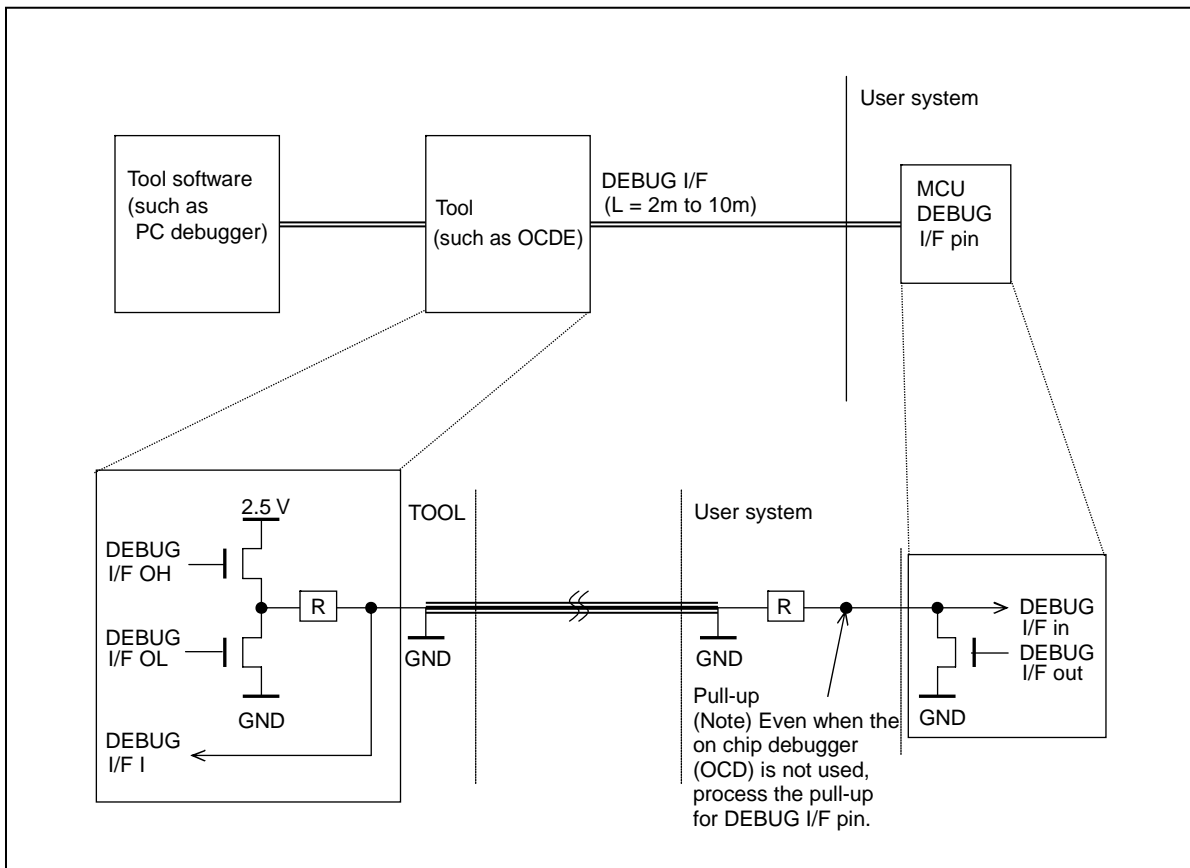 User system
Tool software
(such as
PC debugger)
Tool
(such as OCDE)
DEBUG I/F
(L = 2m to 10m)
MCU
DEBUG
I/F pin
2.5 V
DEBUG
I/F OH
R
DEBUG
I/F OL
GND
DEBUG
I/F I
TOOL
GND
User system
R
GND
Pull-up
(Note) Even when the
on chip debugger
(OCD) is not used,
process the pull-up
for DEBUG I/F pin.
DEBUG
I/F in
DEBUG
I/F out
GND